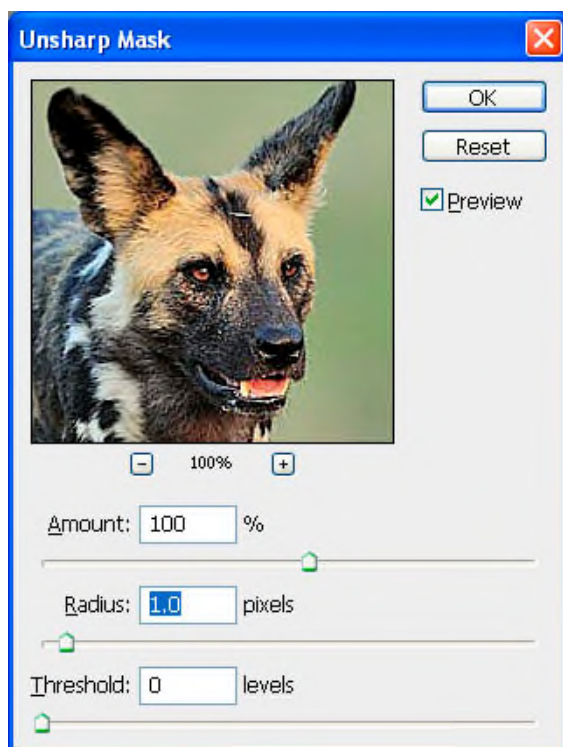 Unsharp Mask
OK
Reset
Preview
- 100% +
Amount: 100 %
Radius: 1,0 pixels
Threshold: 0 levels